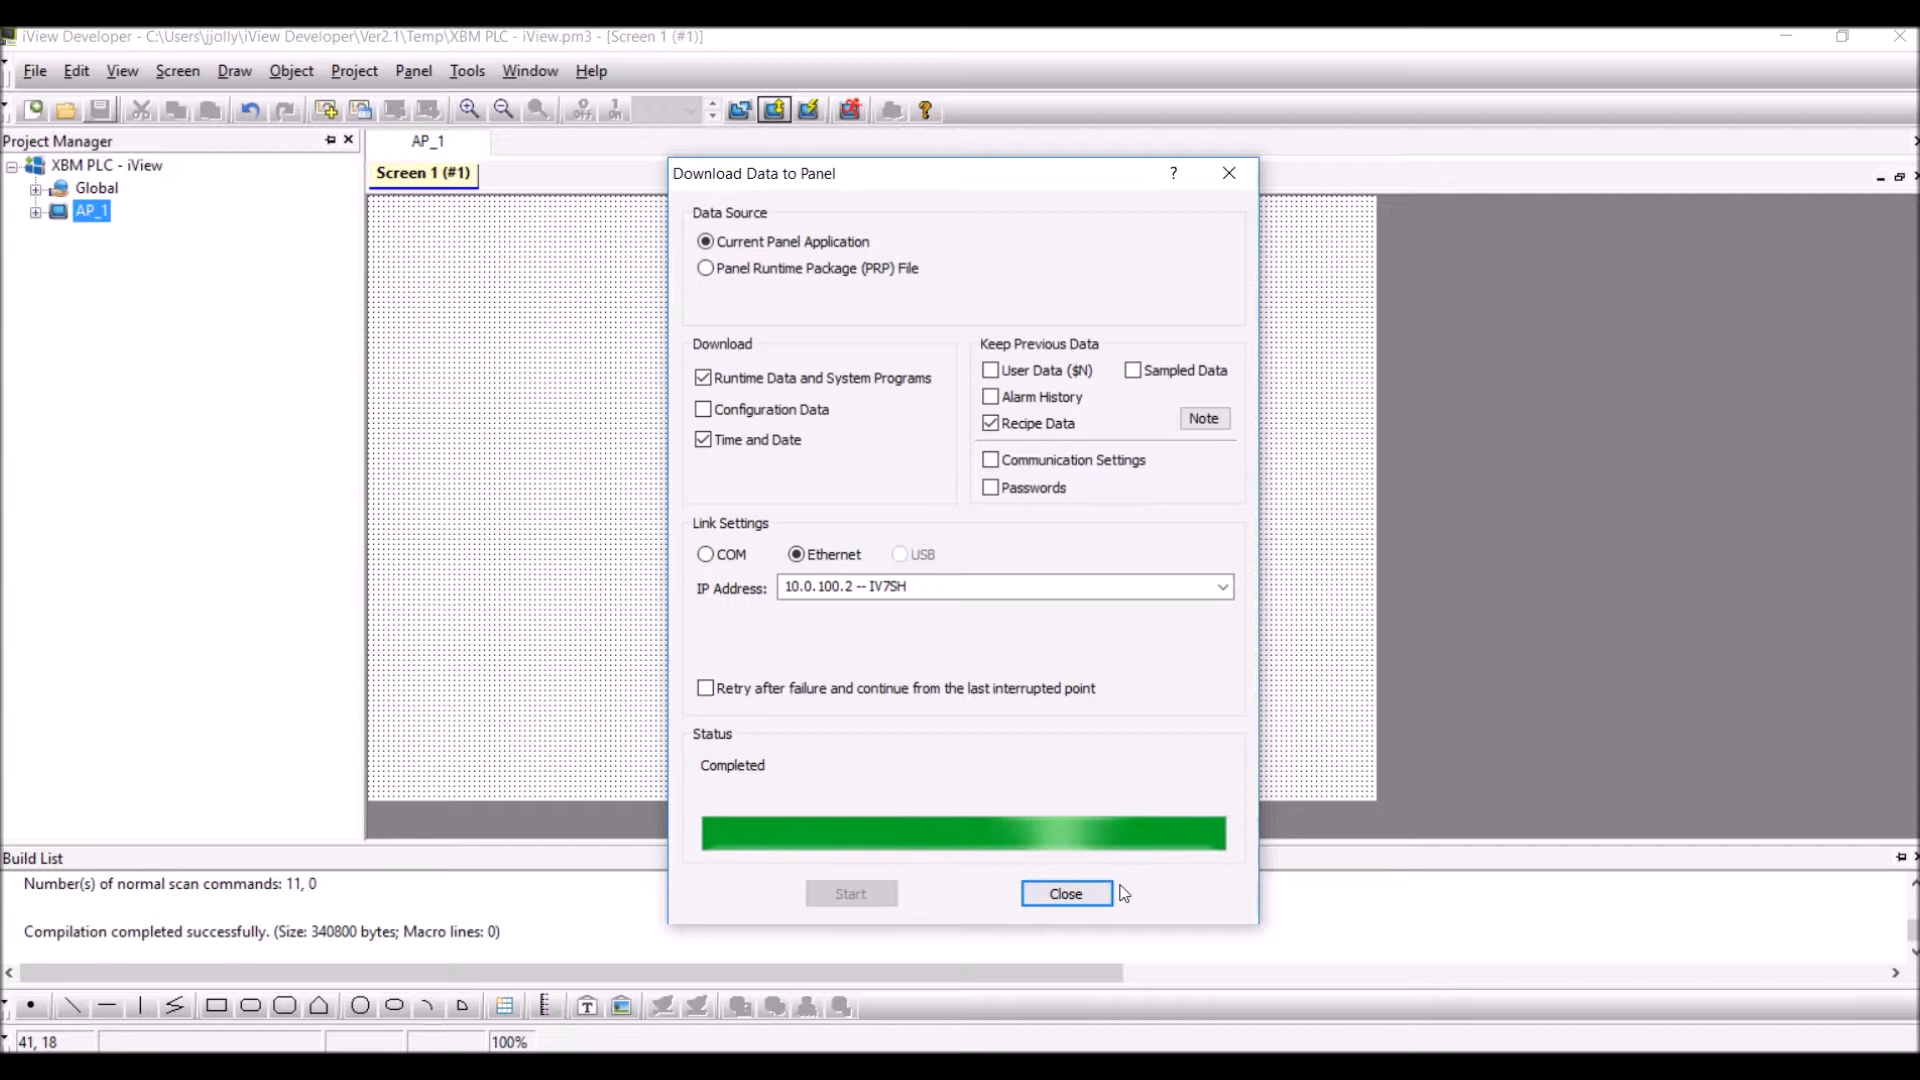 iView Developer - C:\Users\jjolly\iView Developer\Ver2.1\Temp\XBM PLC - iView.pm3 - [Screen 1 (#1)]
File Edit View Screen Draw Object Project Panel Tools Window Help
Project Manager
XBM PLC - iView
Global
AP_1
AP_1
Screen 1 (#1)
Download Data to Panel
Data Source
Current Panel Application
Panel Runtime Package (PRP) File
Download
Runtime Data and System Programs
Configuration Data
Time and Date
Keep Previous Data
User Data ($N) Sampled Data
Alarm History
Recipe Data Note
Communication Settings
Passwords
Link Settings
COM Ethernet USB
IP Address: 10.0.100.2 -- IV7SH
Retry after failure and continue from the last interrupted point
Status
Completed
Start Close
Build List
Number(s) of normal scan commands: 11, 0
Compilation completed successfully. (Size: 340800 bytes; Macro lines: 0)
41, 18 100%